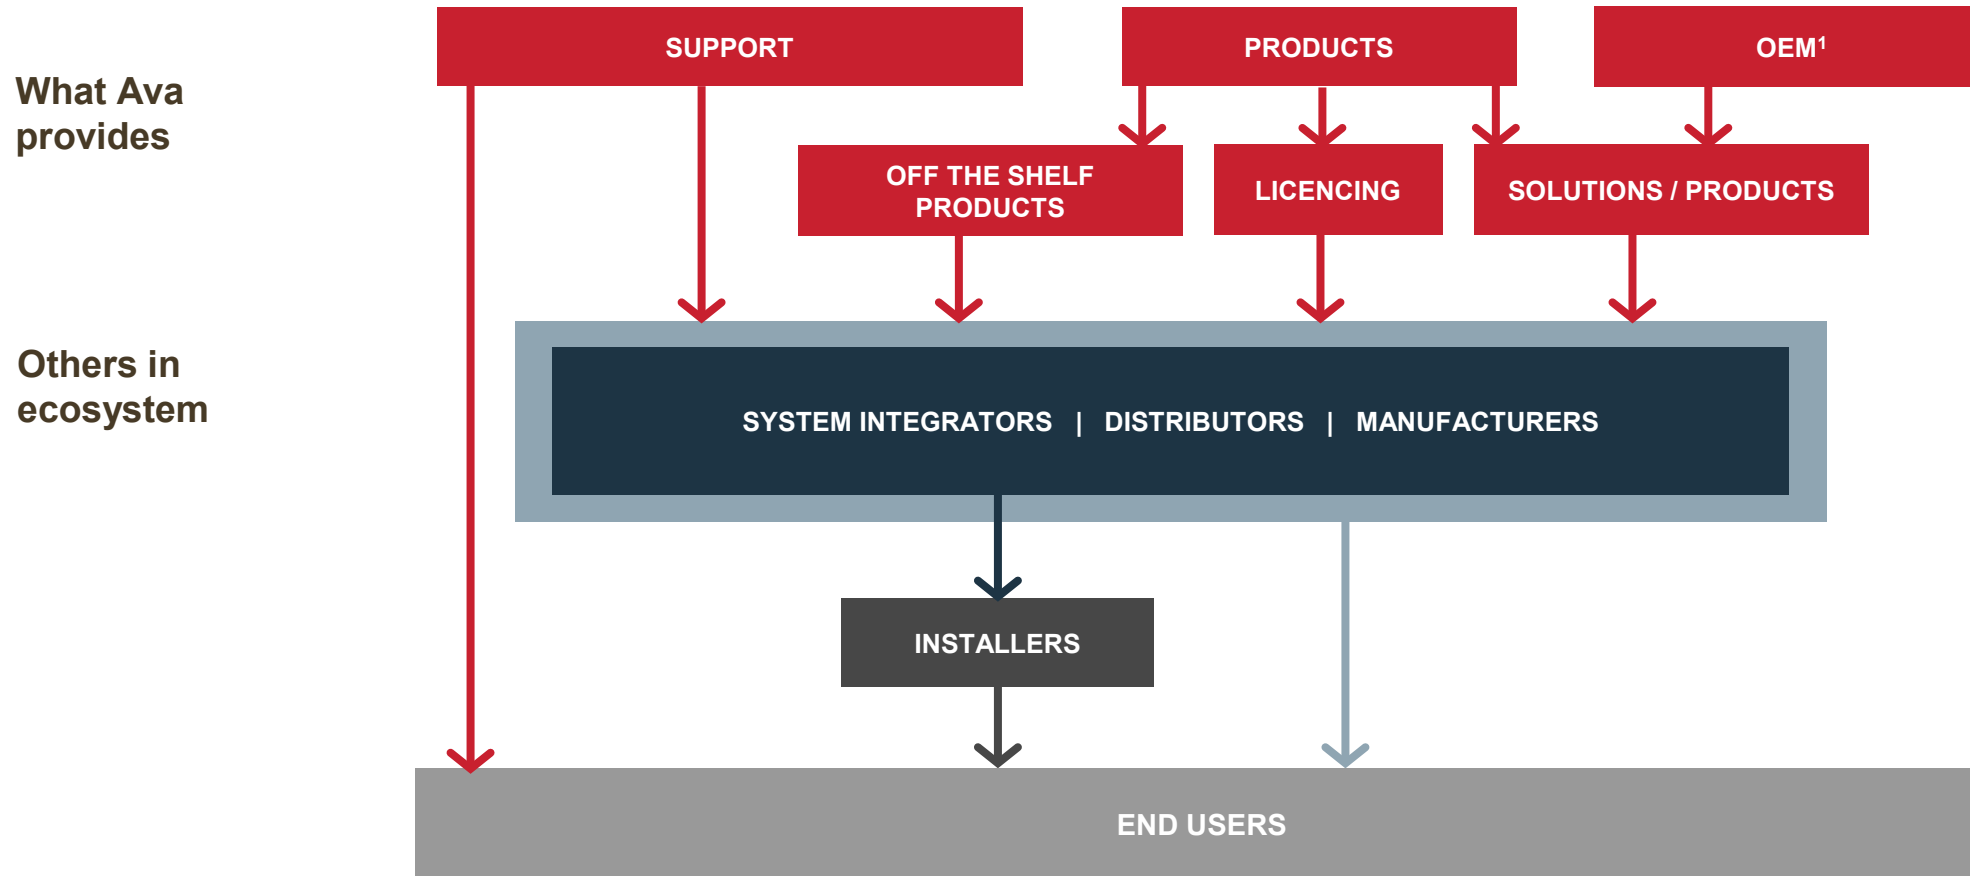 SUPPORT
PRODUCTS
OEM¹
What Ava
provides
OFF THE SHELF
PRODUCTS
LICENCING
SOLUTIONS / PRODUCTS
Others in
ecosystem
SYSTEM INTEGRATORS | DISTRIBUTORS | MANUFACTURERS
INSTALLERS
END USERS